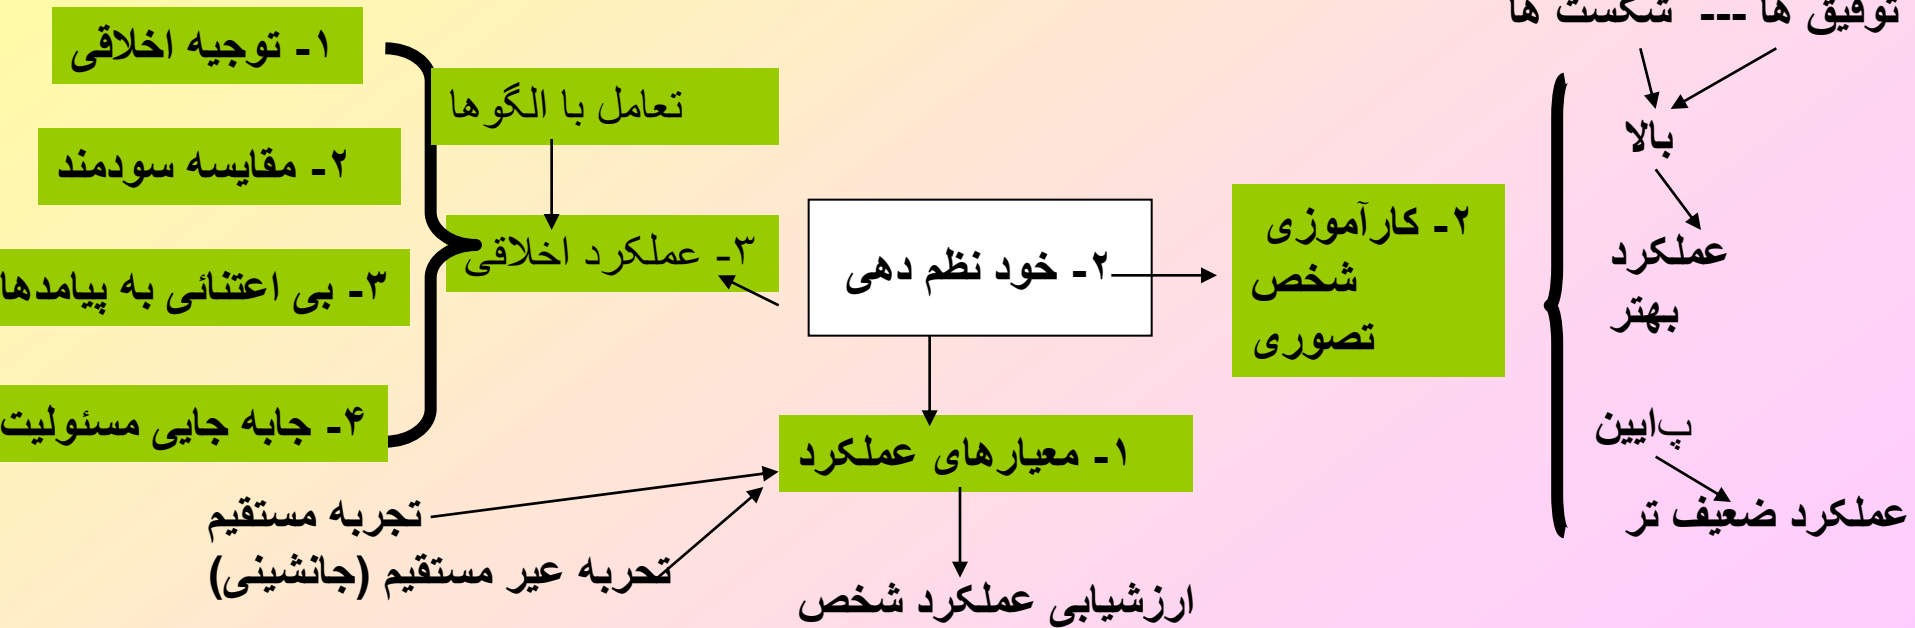 توفیق ها --- شکست ها
بالا
عملکرد
بهتر
پایین
عملکرد ضعیف تر
۲- کارآموزی
شخص
تصوری
۲- خود نظم دهی
۱- معیارهای عملکرد
ارزشیابی عملکرد شخص
تجربه مستقیم
تحربه عیر مستقیم (جانشینی)
تعامل با الگوها
۳- عملکرد اخلاقی
۱- توجیه اخلاقی
۲- مقایسه سودمند
۳- بی اعتنائی به پیامدها
۴- جابه جایی مسئولیت